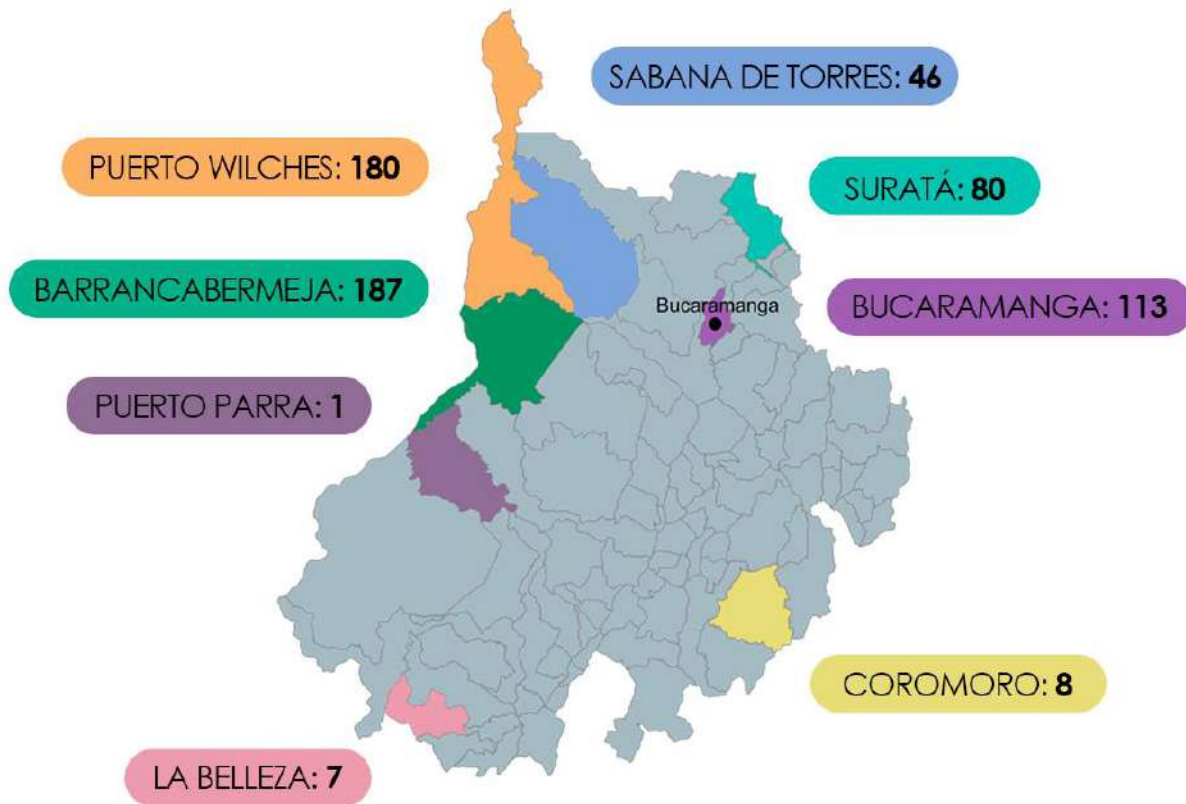 SABANA DE TORRES: 46
PUERTO WILCHES: 180
SURATÁ: 80
BARRANCABERMEJA: 187
Bucaramanga
BUCARAMANGA: 113
PUERTO PARRA: 1
COROMORO: 8
LA BELLEZA: 7